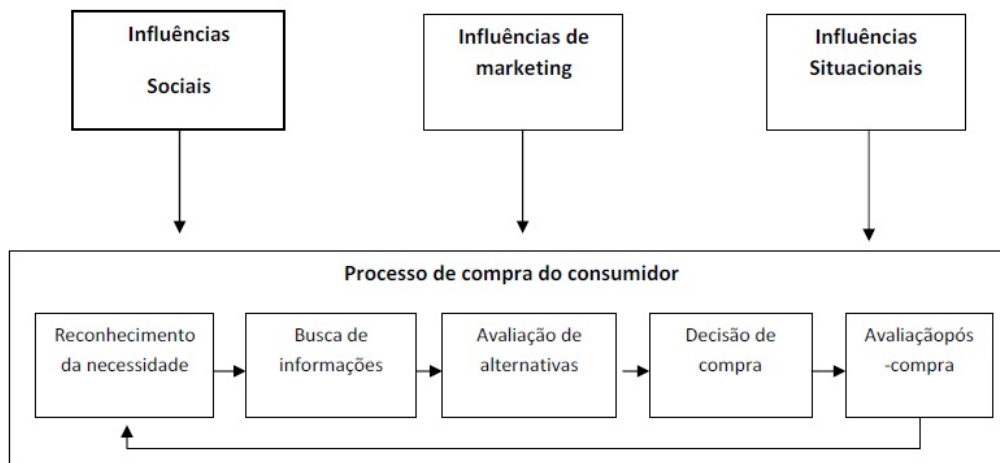 Influências
Sociais
Influências de
marketing
Influências
Situacionais
Processo de compra do consumidor
Reconhecimento
da necessidade
Busca de
informações
Avaliação de
alternativas
Decisão de
compra
Avaliaçãopós
-compra